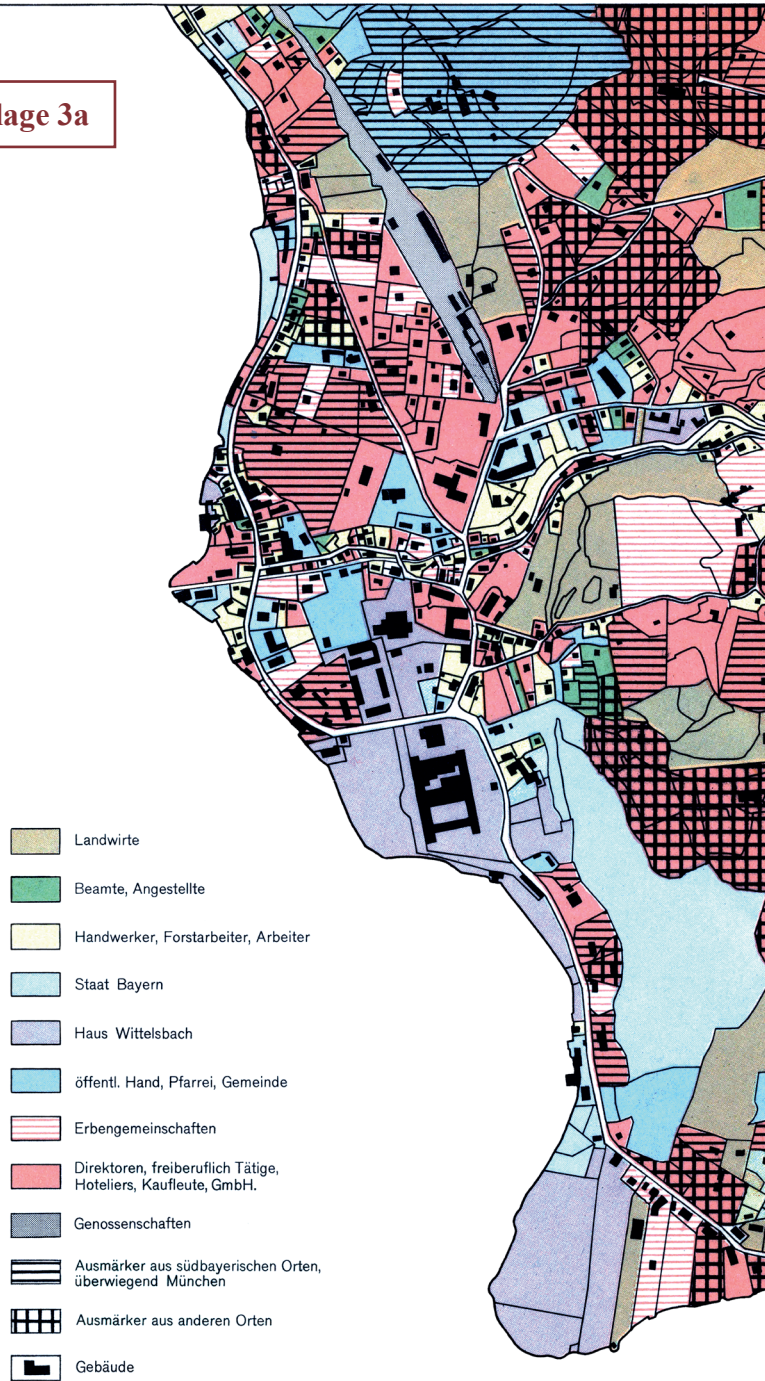 lage 3a
Landwirte
Beamte, Angestellte
Handwerker, Forstarbeiter, Arbeiter
Staat Bayern
Haus Wittelsbach
öffentl. Hand, Pfarrei, Gemeinde
Erbengemeinschaften
Direktoren, freiberuflich Tätige,
Hoteliers, Kaufleute, GmbH.
Genossenschaften
Ausmärker aus südbayerischen Orten,
überwiegend München
Ausmärker aus anderen Orten
Gebäude